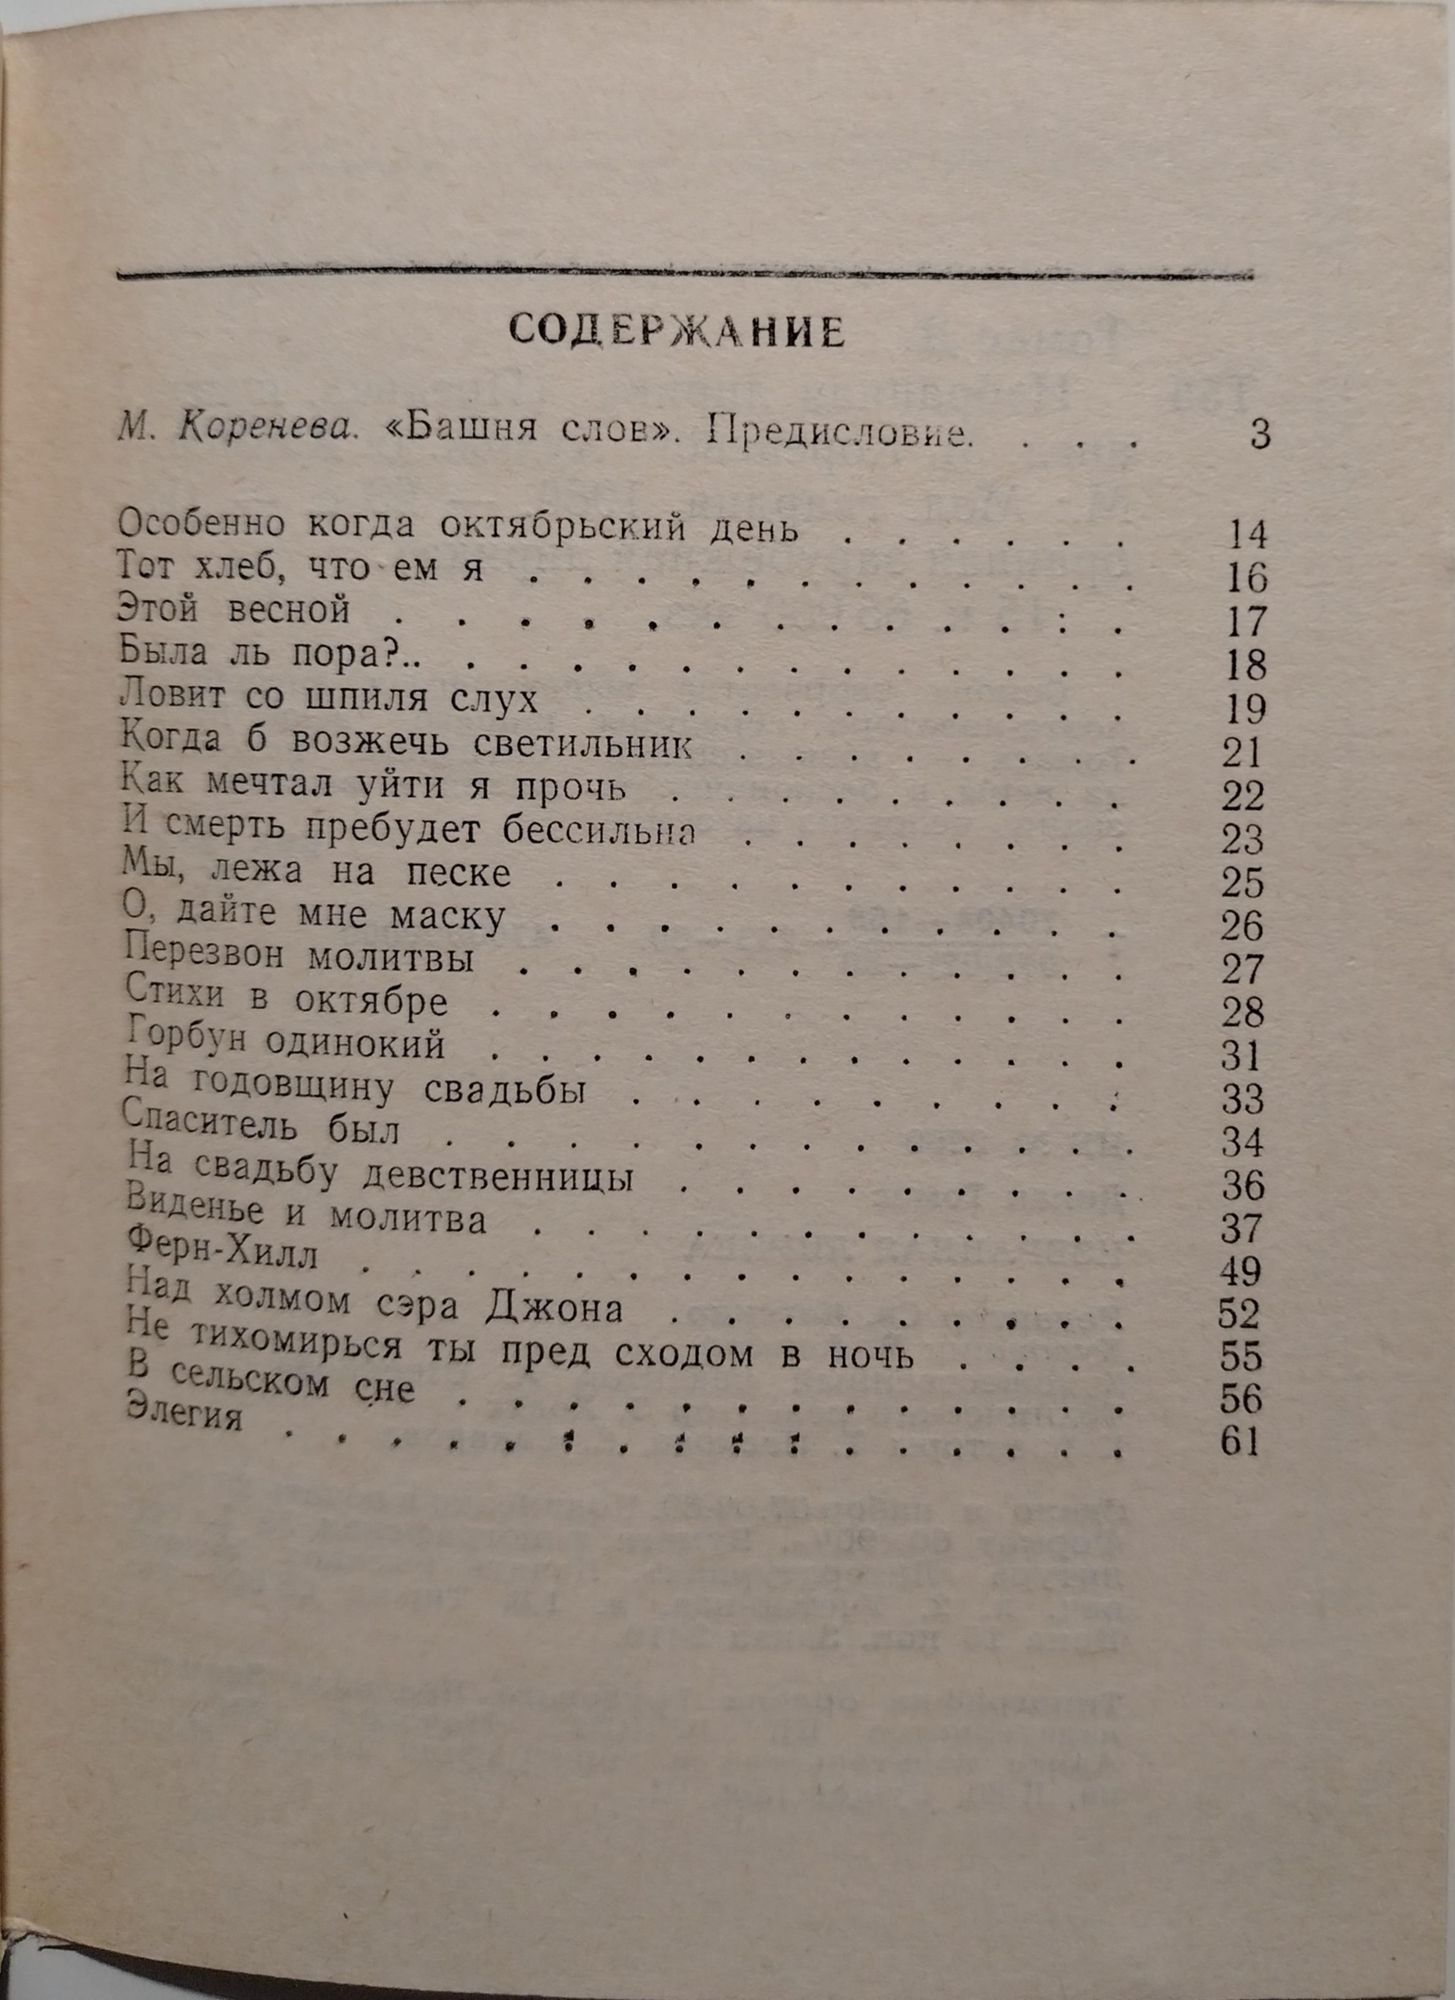 СОДЕРЖАНИЕ
М. Коренева. «Башня слов». Предисловие. . . . 3
Особенно когда октябрьский день . . . . . . 14
Тот хлеб, что ем я . . . . . . . . . . . . 16
Этой весной . . . . . . . . . . . . . . 17
Была ль пора?.. . . . . . . . . . . . . . 18
Ловит со шпиля слух . . . . . . . . . . . 19
Когда б возжечь светильник . . . . . . . . 21
Как мечтал уйти я прочь . . . . . . . . . 22
И смерть пребудет бессильна . . . . . . . . 23
Мы, лежа на песке . . . . . . . . . . . 25
О, дайте мне маску . . . . . . . . . . . 26
Перезвон молитвы . . . . . . . . . . . . 27
Стихи в октябре . . . . . . . . . . . . 28
Горбун одинокий . . . . . . . . . . . . 31
На годовщину свадьбы . . . . . . . . . 33
Спаситель был . . . . . . . . . . . . . 34
На свадьбу девственницы . . . . . . . . . 36
Виденье и молитва . . . . . . . . . . . . 37
Ферн-Хилл . . . . . . . . . . . . . . . 49
Над холмом сэра Джона . . . . . . . . . 52
Не тихомирься ты пред сходом в ночь . . . . 55
В сельском сне . . . . . . . . . . . . . 56
Элегия . . . . . . . . . . . . . . . . 61